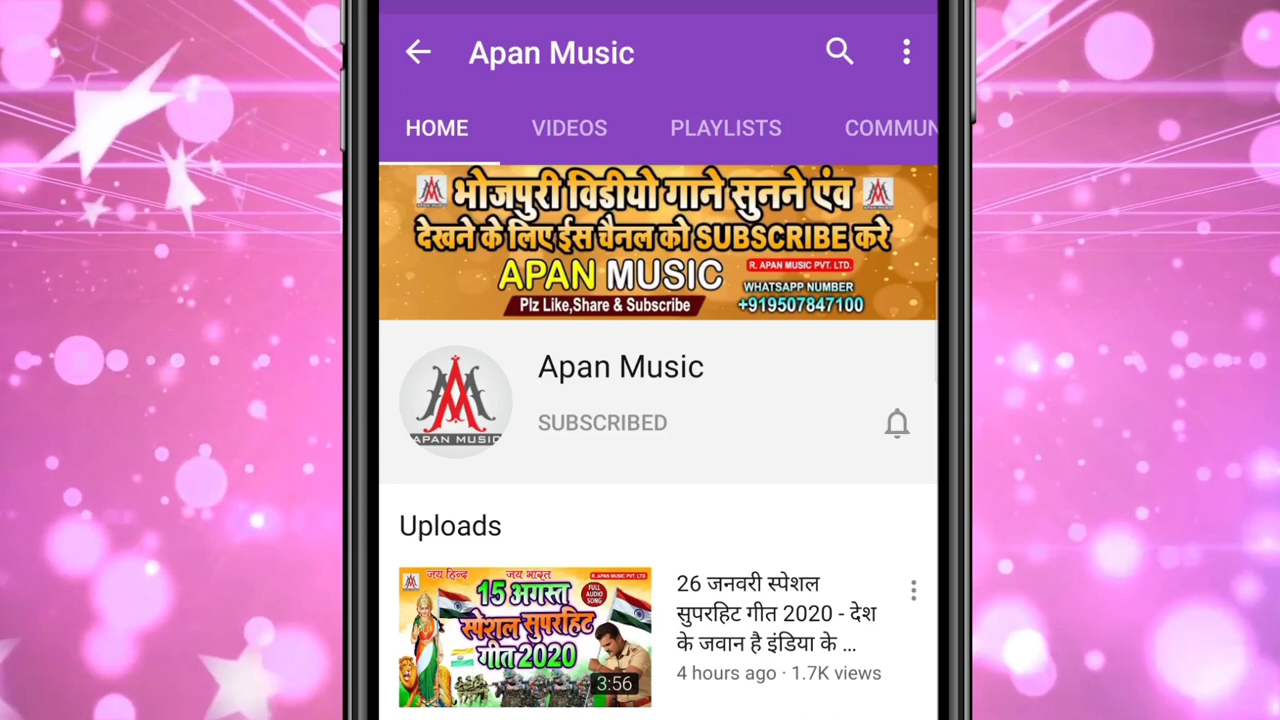 Apan Music
HOME VIDEOS PLAYLISTS COMMUN
भोजपुरी विडीयो गाने सुनने एंव
देखने के लिए ईस चैनल को SUBSCRIBE करे
APAN MUSIC
R. APAN MUSIC PVT. LTD.
WHATSAPP NUMBER
Plz Like,Share & Subscribe
+919507847100
Apan Music
SUBSCRIBED
APAN MUSIC
Uploads
जय हिन्द जय भारत
R. APAN MUSIC PVT. LTD
15 अगस्त
FULL
AUDIO
SONG
स्पेशल सुपरहिट
गीत 2020
3:56
26 जनवरी स्पेशल
सुपरहिट गीत 2020 - देश
के जवान है इंडिया के ...
4 hours ago · 1.7K views